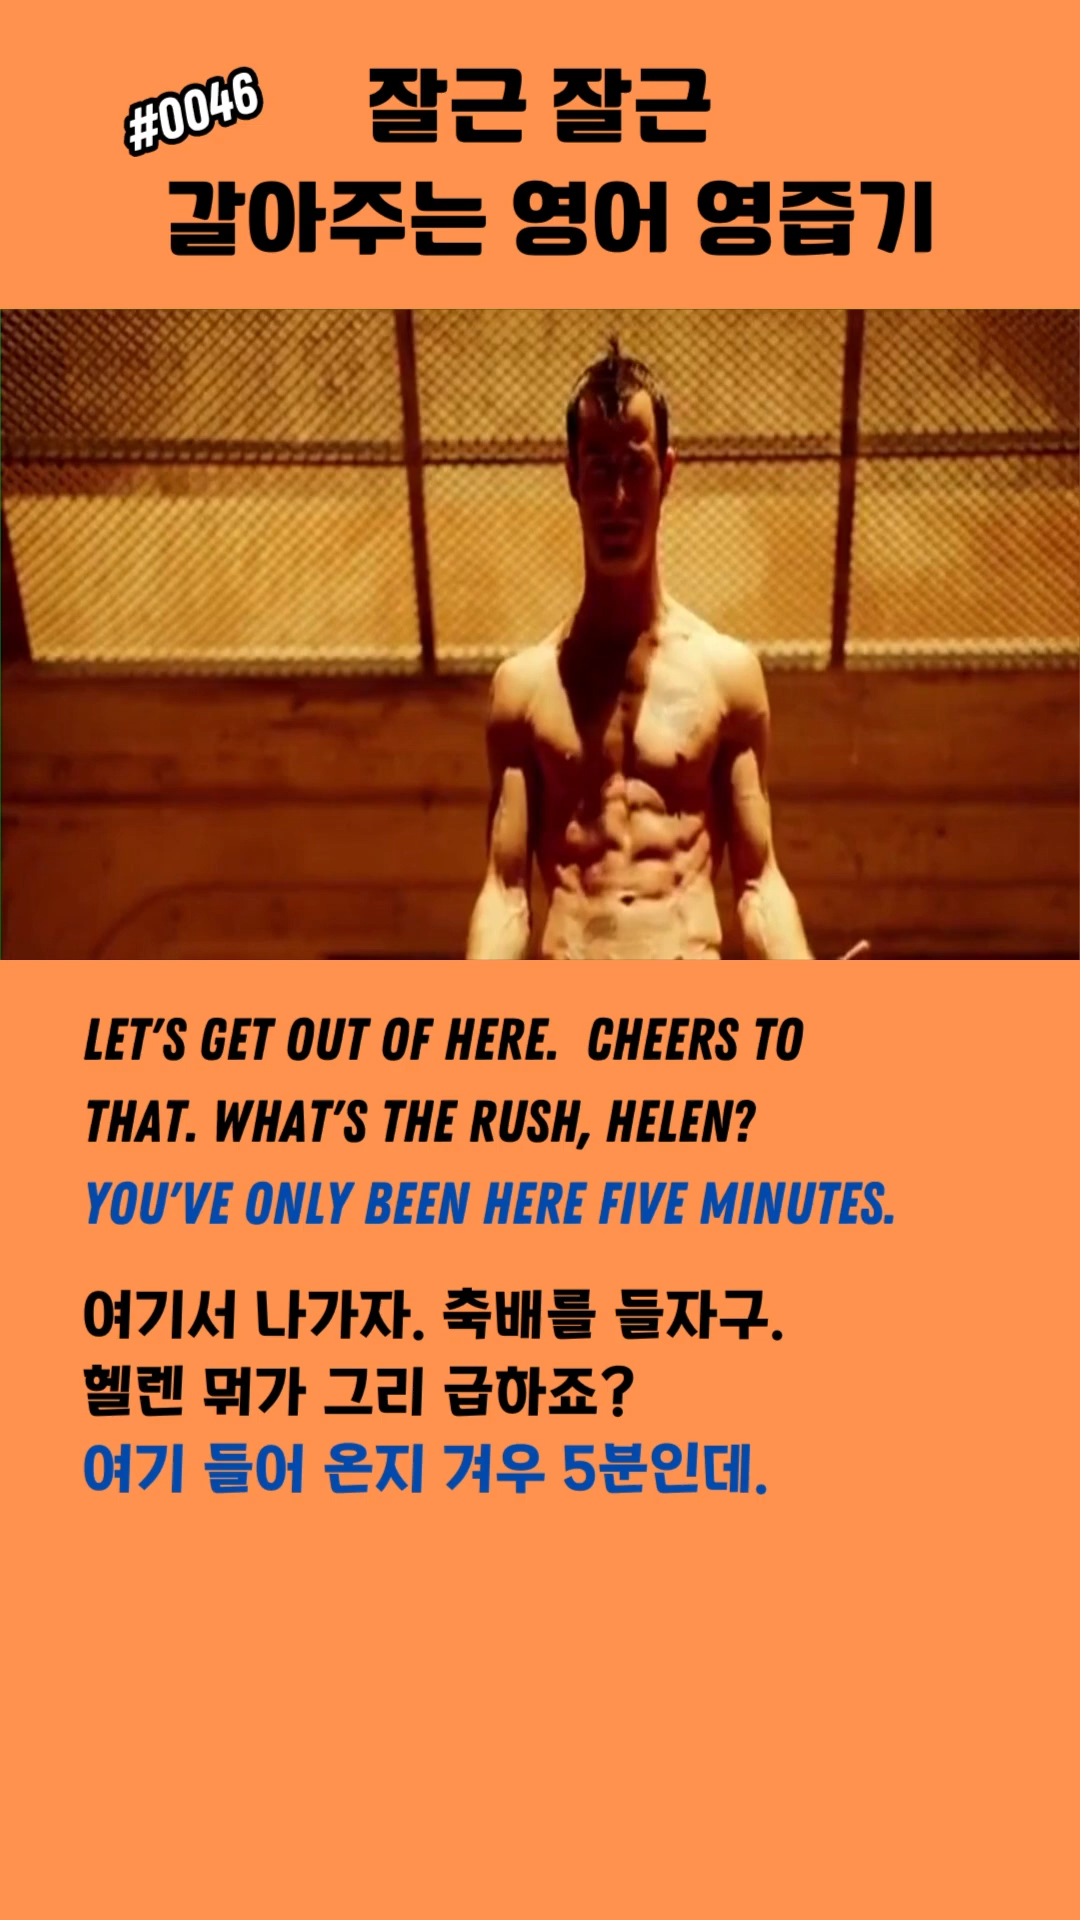 #0046
잘근 잘근
갈아주는 영어 영즙기
LET'S GET OUT OF HERE.  CHEERS TO
THAT. WHAT'S THE RUSH, HELEN?
YOU'VE ONLY BEEN HERE FIVE MINUTES.
여기서 나가자. 축배를 들자구.
헬렌 뭐가 그리 급하죠?
여기 들어 온지 겨우 5분인데.